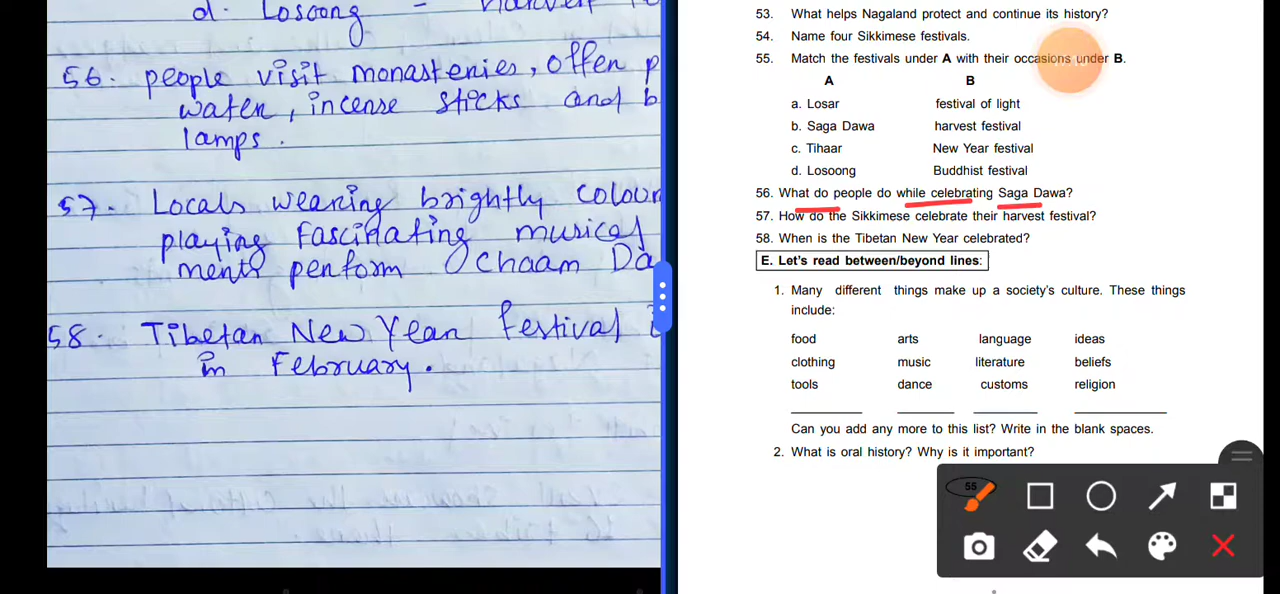 d. Losoong - Harvest
56. people visit monasteries, offer p
water, incense sticks and b
lamps.
57. Locals wearing brightly colour
playing fascinating musical
ments perform Chaam Da
58. Tibetan New Year festival i
in February.
53. What helps Nagaland protect and continue its history?
54. Name four Sikkimese festivals.
55. Match the festivals under A with their occasions under B.
A B
a. Losar festival of light
b. Saga Dawa harvest festival
c. Tihaar New Year festival
d. Losoong Buddhist festival
56. What do people do while celebrating Saga Dawa?
57. How do the Sikkimese celebrate their harvest festival?
58. When is the Tibetan New Year celebrated?
E. Let's read between/beyond lines:
1. Many different things make up a society's culture. These things
include:
food arts language ideas
clothing music literature beliefs
tools dance customs religion
Can you add any more to this list? Write in the blank spaces.
2. What is oral history? Why is it important?
55